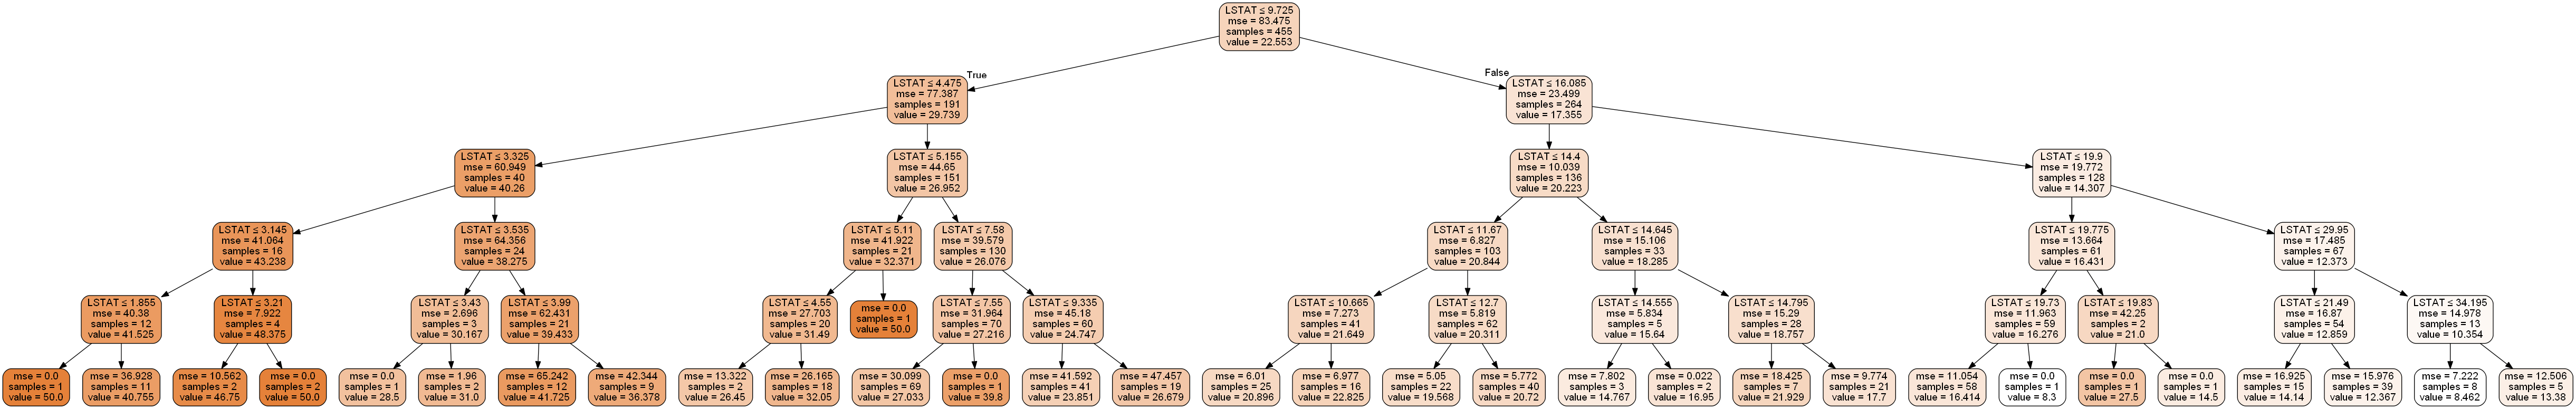 LSTAT ≤ 9.725
mse = 83.475
samples = 455
value = 22.553
True
False
LSTAT ≤ 4.475
mse = 77.387
samples = 191
value = 29.739
LSTAT ≤ 16.085
mse = 23.499
samples = 264
value = 17.355
LSTAT ≤ 3.325
mse = 60.949
samples = 40
value = 40.26
LSTAT ≤ 5.155
mse = 44.65
samples = 151
value = 26.952
LSTAT ≤ 14.4
mse = 10.039
samples = 136
value = 20.223
LSTAT ≤ 19.9
mse = 19.772
samples = 128
value = 14.307
LSTAT ≤ 3.145
mse = 41.064
samples = 16
value = 43.238
LSTAT ≤ 3.535
mse = 64.356
samples = 24
value = 38.275
LSTAT ≤ 5.11
mse = 41.922
samples = 21
value = 32.371
LSTAT ≤ 7.58
mse = 39.579
samples = 130
value = 26.076
LSTAT ≤ 11.67
mse = 6.827
samples = 103
value = 20.844
LSTAT ≤ 14.645
mse = 15.106
samples = 33
value = 18.285
LSTAT ≤ 19.775
mse = 13.664
samples = 61
value = 16.431
LSTAT ≤ 29.95
mse = 17.485
samples = 67
value = 12.373
LSTAT ≤ 1.855
mse = 40.38
samples = 12
value = 41.525
LSTAT ≤ 3.21
mse = 7.922
samples = 4
value = 48.375
LSTAT ≤ 3.43
mse = 2.696
samples = 3
value = 30.167
LSTAT ≤ 3.99
mse = 62.431
samples = 21
value = 39.433
LSTAT ≤ 4.55
mse = 27.703
samples = 20
value = 31.49
mse = 0.0
samples = 1
value = 50.0
LSTAT ≤ 7.55
mse = 31.964
samples = 70
value = 27.216
LSTAT ≤ 9.335
mse = 45.18
samples = 60
value = 24.747
LSTAT ≤ 10.665
mse = 7.273
samples = 41
value = 21.649
LSTAT ≤ 12.7
mse = 5.819
samples = 62
value = 20.311
LSTAT ≤ 14.555
mse = 5.834
samples = 5
value = 15.64
LSTAT ≤ 14.795
mse = 15.29
samples = 28
value = 18.757
LSTAT ≤ 19.73
mse = 11.963
samples = 59
value = 16.276
LSTAT ≤ 19.83
mse = 42.25
samples = 2
value = 21.0
LSTAT ≤ 21.49
mse = 16.87
samples = 54
value = 12.859
LSTAT ≤ 34.195
mse = 14.978
samples = 13
value = 10.354
mse = 0.0
samples = 1
value = 50.0
mse = 36.928
samples = 11
value = 40.755
mse = 10.562
samples = 2
value = 46.75
mse = 0.0
samples = 2
value = 50.0
mse = 0.0
samples = 1
value = 28.5
mse = 1.96
samples = 2
value = 31.0
mse = 65.242
samples = 12
value = 41.725
mse = 42.344
samples = 9
value = 36.378
mse = 13.322
samples = 2
value = 26.45
mse = 26.165
samples = 18
value = 32.05
mse = 30.099
samples = 69
value = 27.033
mse = 0.0
samples = 1
value = 39.8
mse = 41.592
samples = 41
value = 23.851
mse = 47.457
samples = 19
value = 26.679
mse = 6.01
samples = 25
value = 20.896
mse = 6.977
samples = 16
value = 22.825
mse = 5.05
samples = 22
value = 19.568
mse = 5.772
samples = 40
value = 20.72
mse = 7.802
samples = 3
value = 14.767
mse = 0.022
samples = 2
value = 16.95
mse = 18.425
samples = 7
value = 21.929
mse = 9.774
samples = 21
value = 17.7
mse = 11.054
samples = 58
value = 16.414
mse = 0.0
samples = 1
value = 8.3
mse = 0.0
samples = 1
value = 27.5
mse = 0.0
samples = 1
value = 14.5
mse = 16.925
samples = 15
value = 14.14
mse = 15.976
samples = 39
value = 12.367
mse = 7.222
samples = 8
value = 8.462
mse = 12.506
samples = 5
value = 13.38